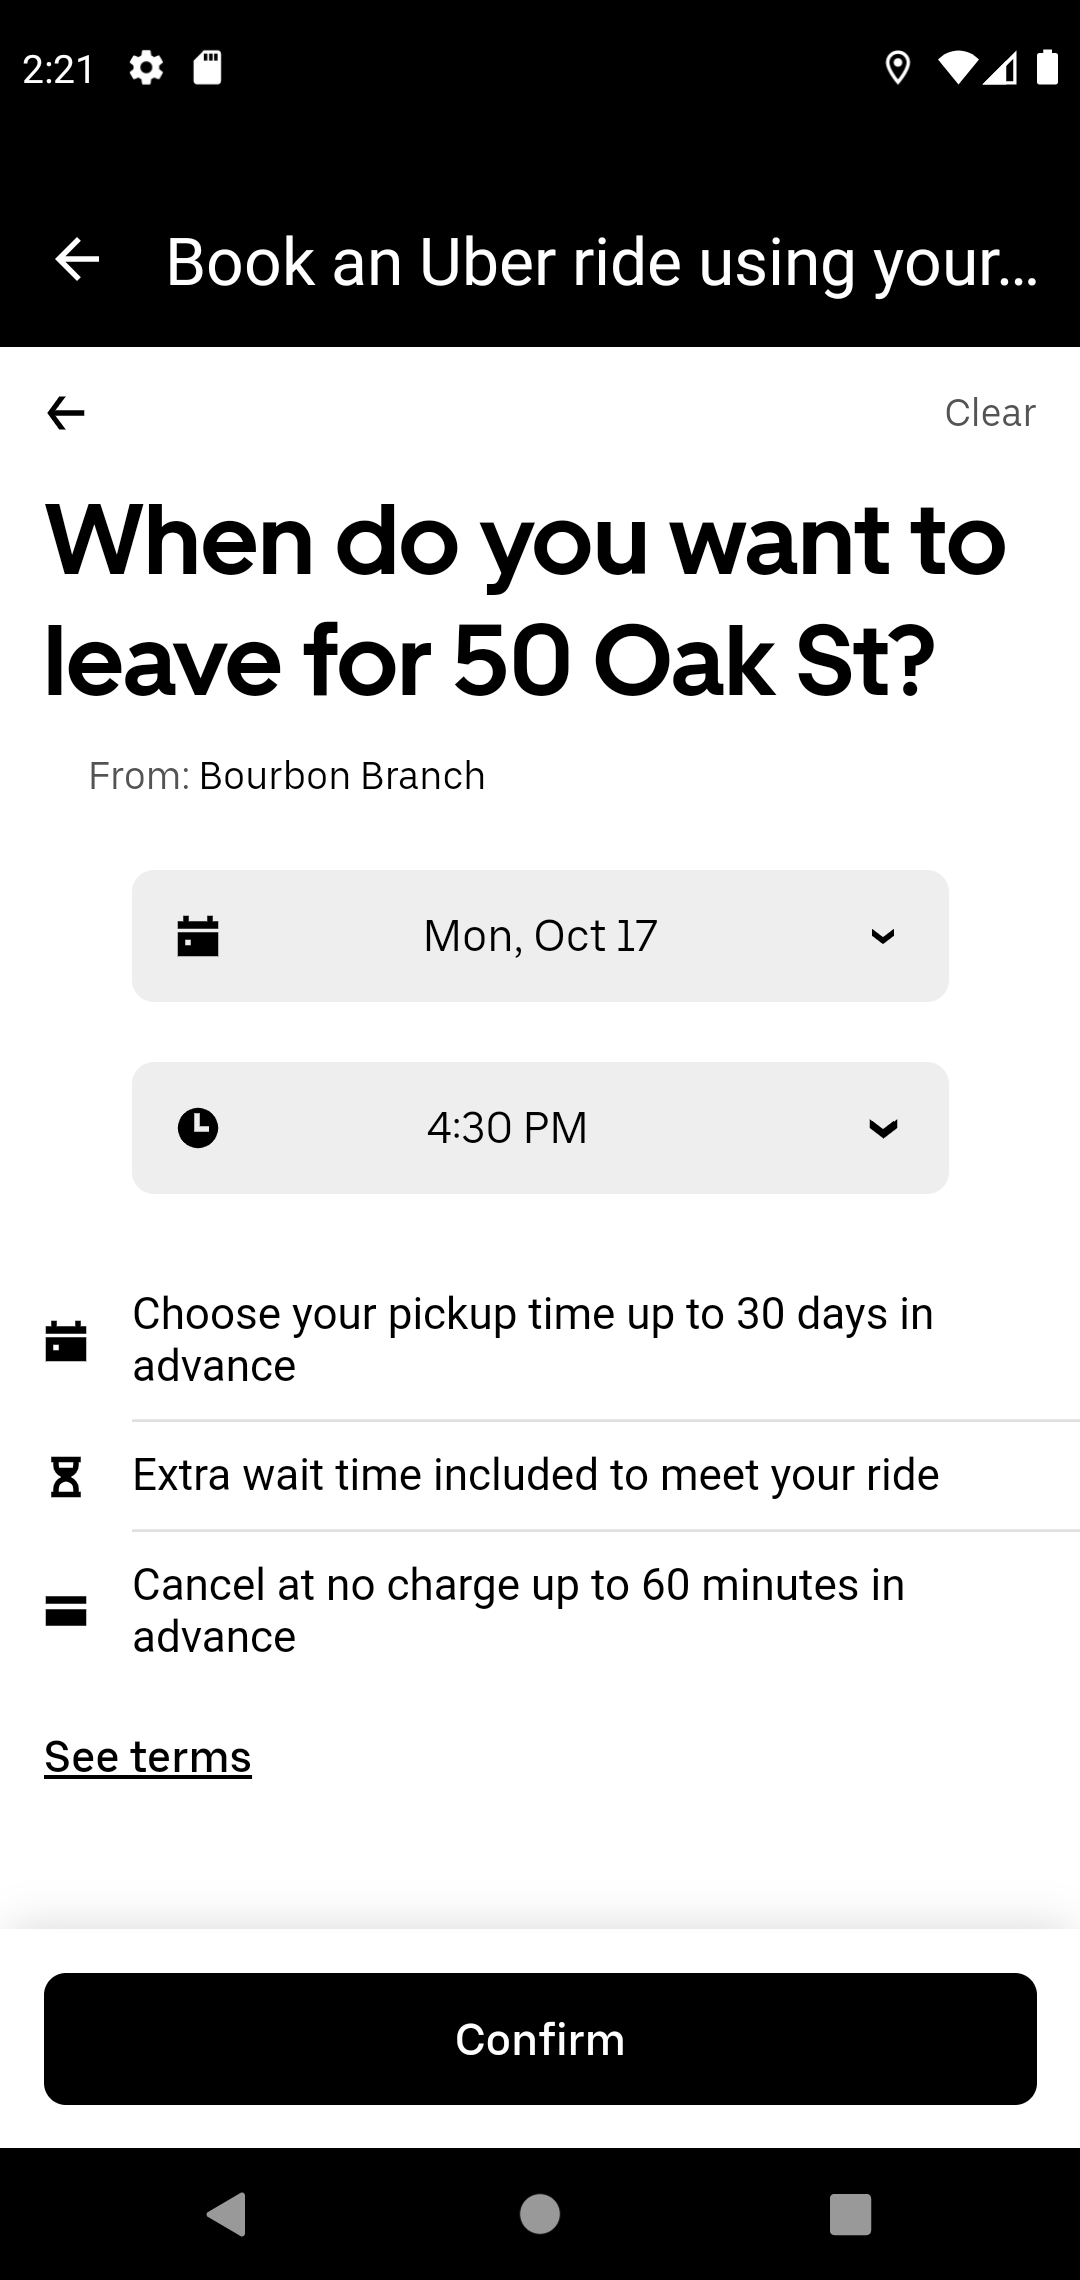 2:21
Book an Uber ride using your...
Clear
When do you want to
leave for 50 Oak St?
From: Bourbon Branch
Mon, Oct 17
4:30 PM
Choose your pickup time up to 30 days in
advance
Extra wait time included to meet your ride
Cancel at no charge up to 60 minutes in
advance
See terms
Confirm